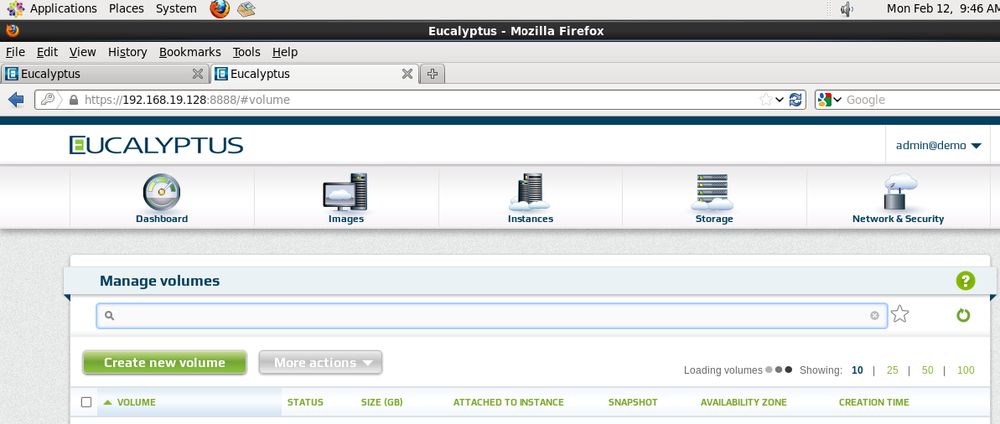 Applications Places System Mon Feb 12, 9:46 AM
Eucalyptus - Mozilla Firefox
File Edit View History Bookmarks Tools Help
Eucalyptus Eucalyptus
https://192.168.19.128:8888/#volume Google
EUCALYPTUS admin@demo
Dashboard Images Instances Storage Network & Security
Manage volumes ?
Create new volume More actions Loading volumes Showing: 10 | 25 | 50 | 100
VOLUME STATUS SIZE (GB) ATTACHED TO INSTANCE SNAPSHOT AVAILABILITY ZONE CREATION TIME